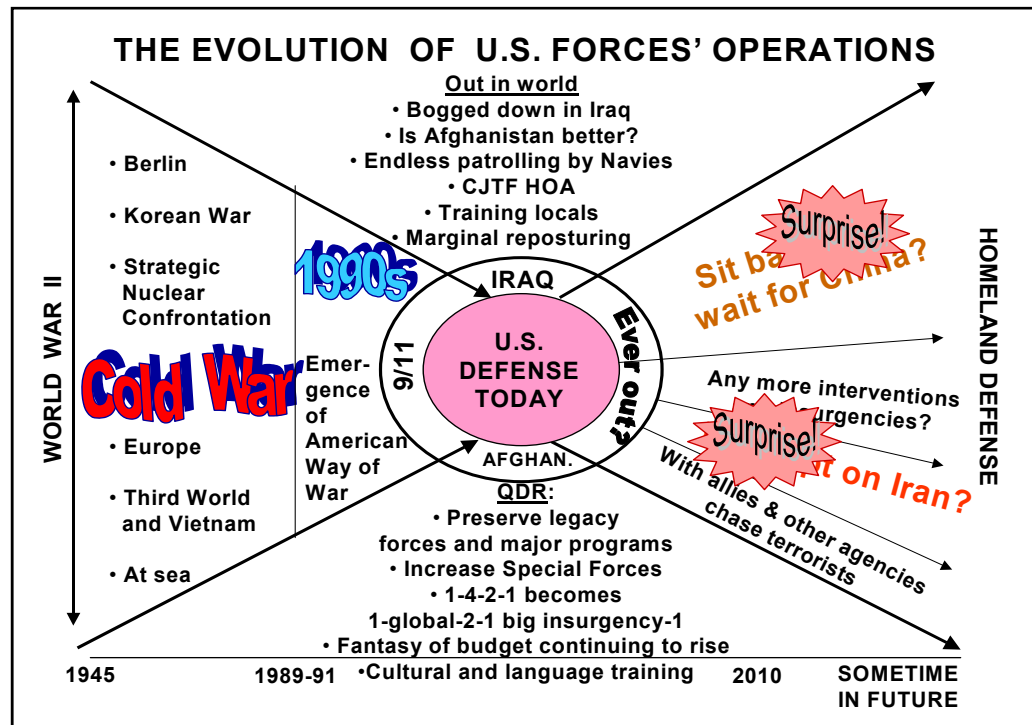 THE EVOLUTION OF U.S. FORCES' OPERATIONS
WORLD WAR II
• Berlin
• Korean War
• Strategic
Nuclear
Confrontation
Cold War
• Europe
• Third World
and Vietnam
• At sea
1990s
Emer-
gence
of
American
Way of
War
Out in world
• Bogged down in Iraq
• Is Afghanistan better?
• Endless patrolling by Navies
• CJTF HOA
• Training locals
• Marginal reposturing
IRAQ
9/11
U.S.
DEFENSE
TODAY
Ever out?
AFGHAN.
QDR:
• Preserve legacy
forces and major programs
• Increase Special Forces
• 1-4-2-1 becomes
1-global-2-1 big insurgency-1
• Fantasy of budget continuing to rise
•Cultural and language training
Surprise!
Sit
wait for China?
Any more interventions
Surprise!
on Iran?
With allies & other agencies
chase terrorists
HOMELAND DEFENSE
1945
1989-91
2010
SOMETIME
IN FUTURE